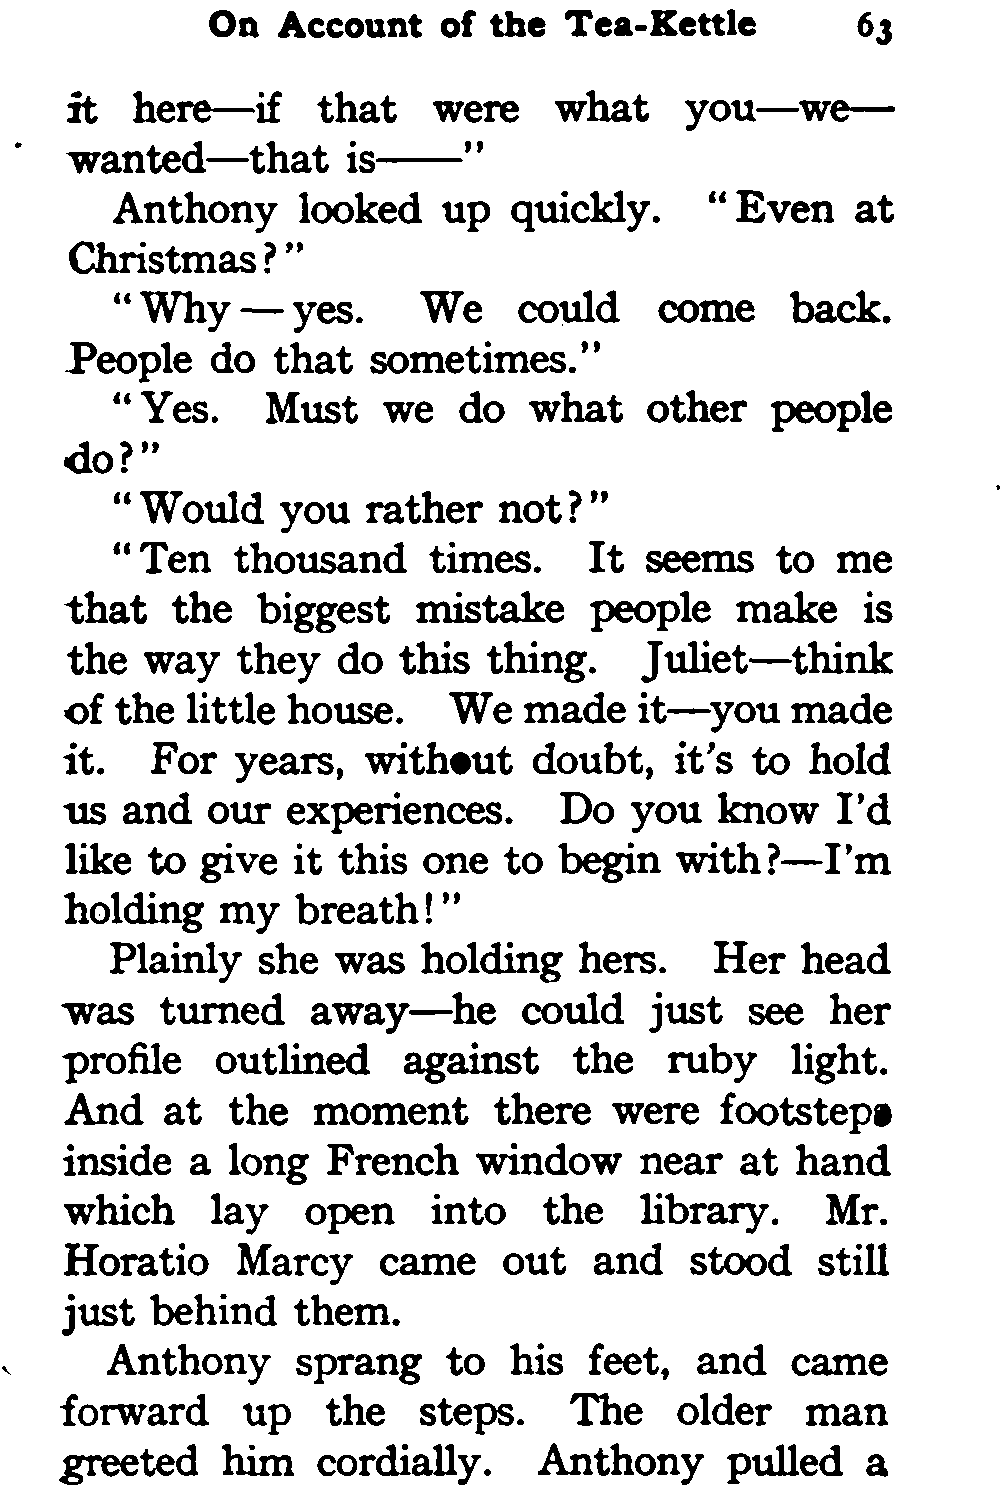 On Account of the Tea-Kettle 63
it here—if that were what you—we—
wanted—that is——"
Anthony looked up quickly. "Even at
Christmas?"
"Why—yes. We could come back.
People do that sometimes."
"Yes. Must we do what other people
do?"
"Would you rather not?"
"Ten thousand times. It seems to me
that the biggest mistake people make is
the way they do this thing. Juliet—think
of the little house. We made it—you made
it. For years, without doubt, it's to hold
us and our experiences. Do you know I'd
like to give it this one to begin with?—I'm
holding my breath!"
Plainly she was holding hers. Her head
was turned away—he could just see her
profile outlined against the ruby light.
And at the moment there were footsteps
inside a long French window near at hand
which lay open into the library. Mr.
Horatio Marcy came out and stood still
just behind them.
Anthony sprang to his feet, and came
forward up the steps. The older man
greeted him cordially. Anthony pulled a